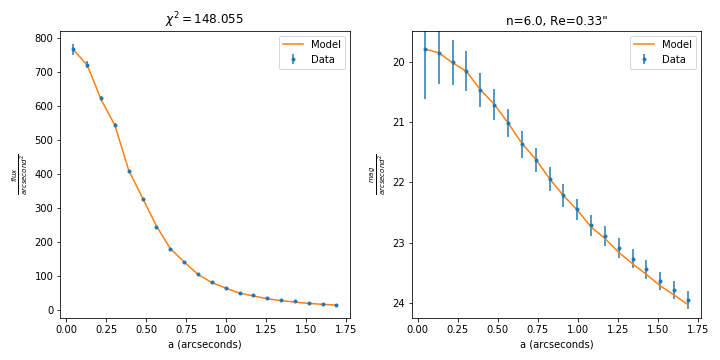 χ² = 148.055
n=6.0, Re=0.33"
Model
Data
Model
Data
800
700
600
500
400
300
200
100
0
flux
arcsecond²
20
21
22
23
24
mag
arcsecond²
0.00 0.25 0.50 0.75 1.00 1.25 1.50 1.75
0.00 0.25 0.50 0.75 1.00 1.25 1.50 1.75
a (arcseconds)
a (arcseconds)